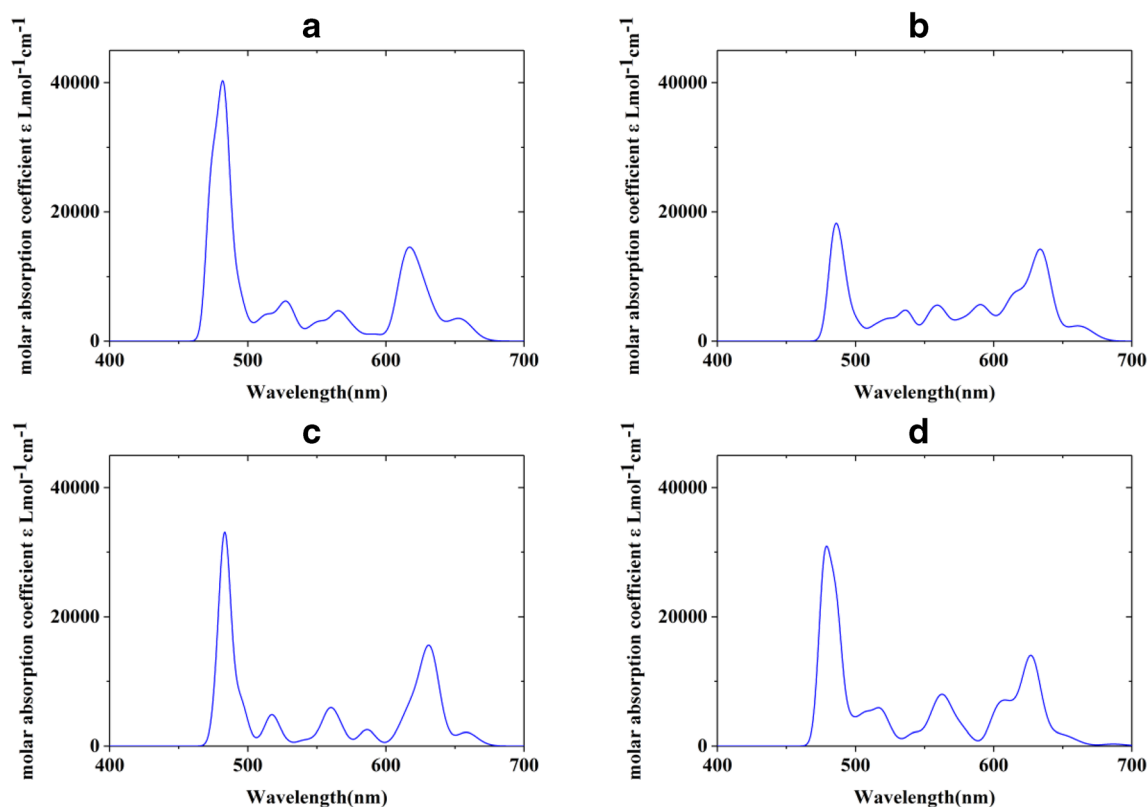 a
molar absorption coefficient ε Lmol-1cm-1
40000
20000
0
400
500
600
700
Wavelength(nm)
b
molar absorption coefficient ε Lmol-1cm-1
40000
20000
0
400
500
600
700
Wavelength(nm)
c
molar absorption coefficient ε Lmol-1cm-1
40000
20000
0
400
500
600
700
Wavelength(nm)
d
molar absorption coefficient ε Lmol-1cm-1
40000
20000
0
400
500
600
700
Wavelength(nm)